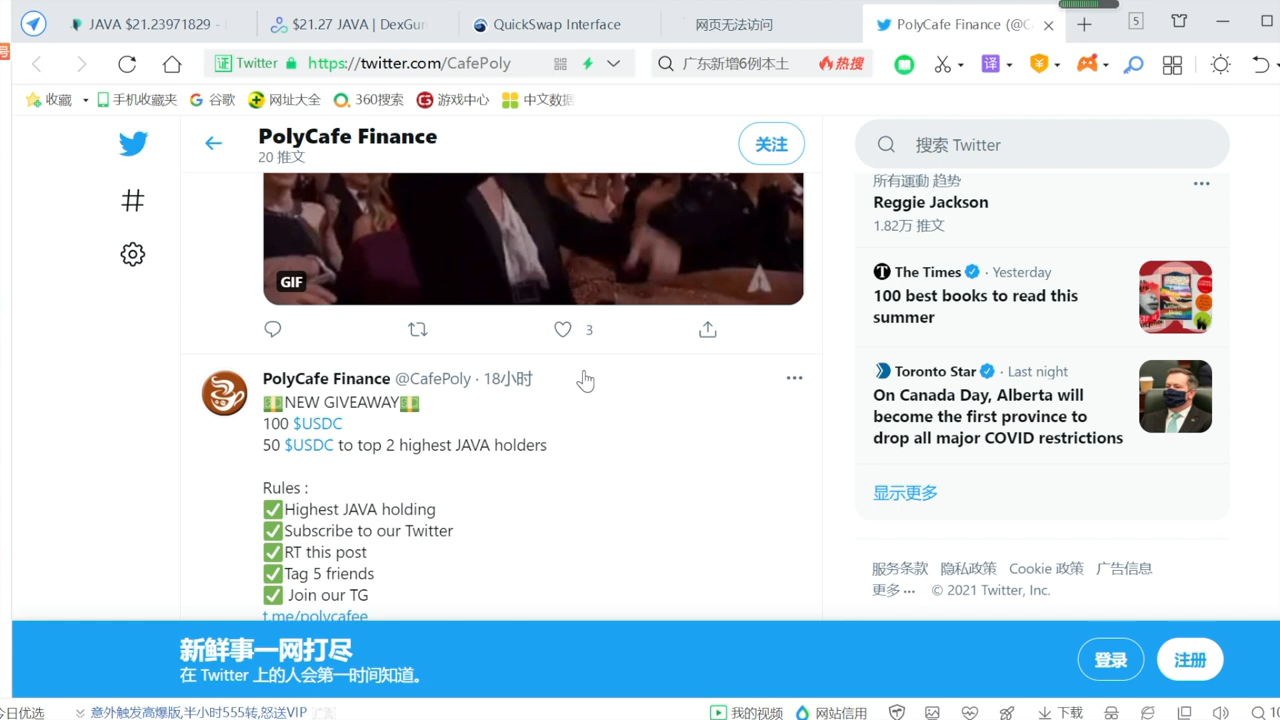 JAVA $21.23971829 -
$21.27 JAVA | DexGuru
QuickSwap Interface
网页无法访问
PolyCafe Finance (@C
5
证 Twitter
https://twitter.com/CafePoly
广东新增6例本土
热搜
译
收藏
手机收藏夹
谷歌
网址大全
360搜索
游戏中心
中文数据
PolyCafe Finance
20 推文
关注
搜索 Twitter
GIF
3
所有運動 趋势
Reggie Jackson
1.82万 推文
The Times · Yesterday
100 best books to read this
summer
Toronto Star · Last night
On Canada Day, Alberta will
become the first province to
drop all major COVID restrictions
显示更多
PolyCafe Finance @CafePoly · 18小时
💵NEW GIVEAWAY💵
100 $USDC
50 $USDC to top 2 highest JAVA holders
Rules :
✅Highest JAVA holding
✅Subscribe to our Twitter
✅RT this post
✅Tag 5 friends
✅ Join our TG
t.me/polycafee
服务条款 隐私政策 Cookie 政策 广告信息
更多 ··· © 2021 Twitter, Inc.
新鲜事一网打尽
在 Twitter 上的人会第一时间知道。
登录
注册
今日优选
意外触发高爆版,半小时555转,怒送VIP
我的视频
网站信用
下载